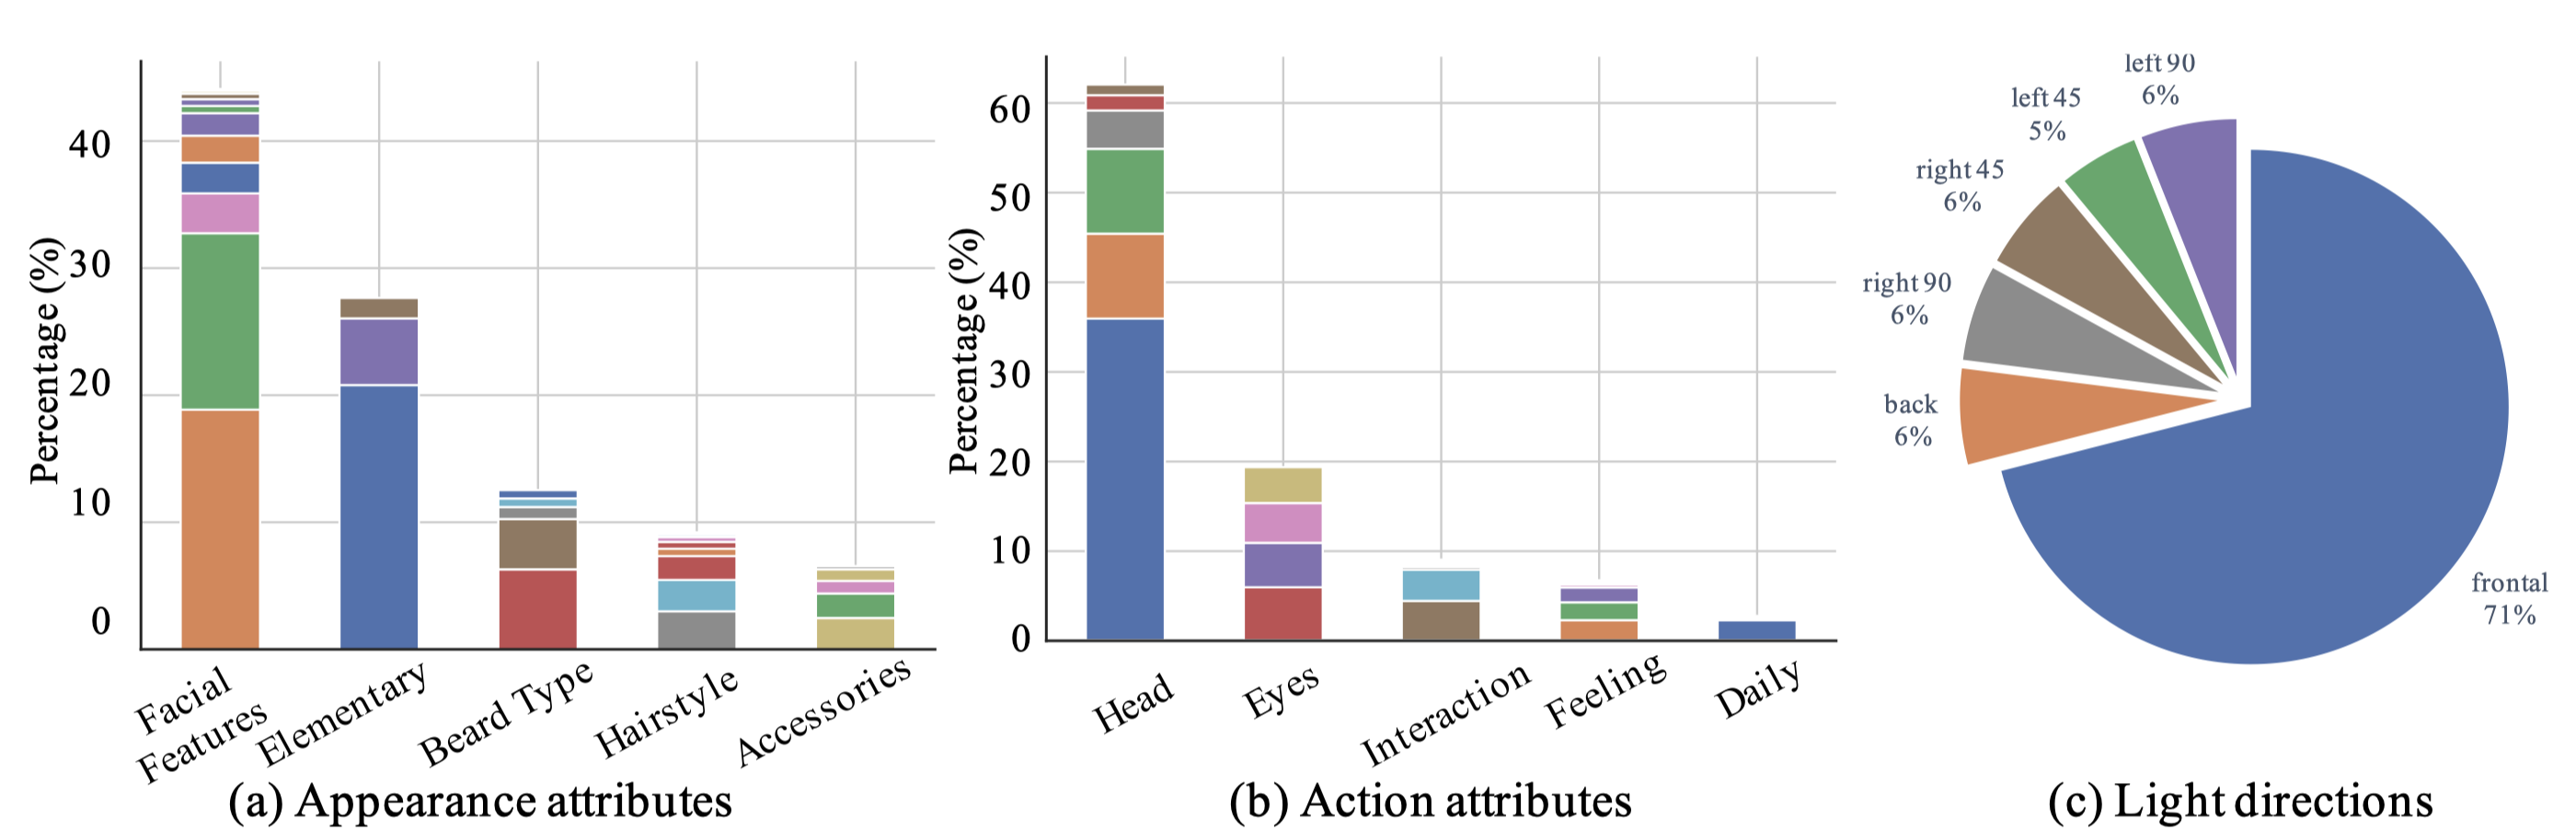 Percentage (%)
40
30
20
10
0
Facial
Features
Elementary
Beard Type
Hairstyle
Accessories
(a) Appearance attributes
Percentage (%)
60
50
40
30
20
10
0
Head
Eyes
Interaction
Feeling
Daily
(b) Action attributes
left 90
6%
left 45
5%
right 45
6%
right 90
6%
back
6%
frontal
71%
(c) Light directions